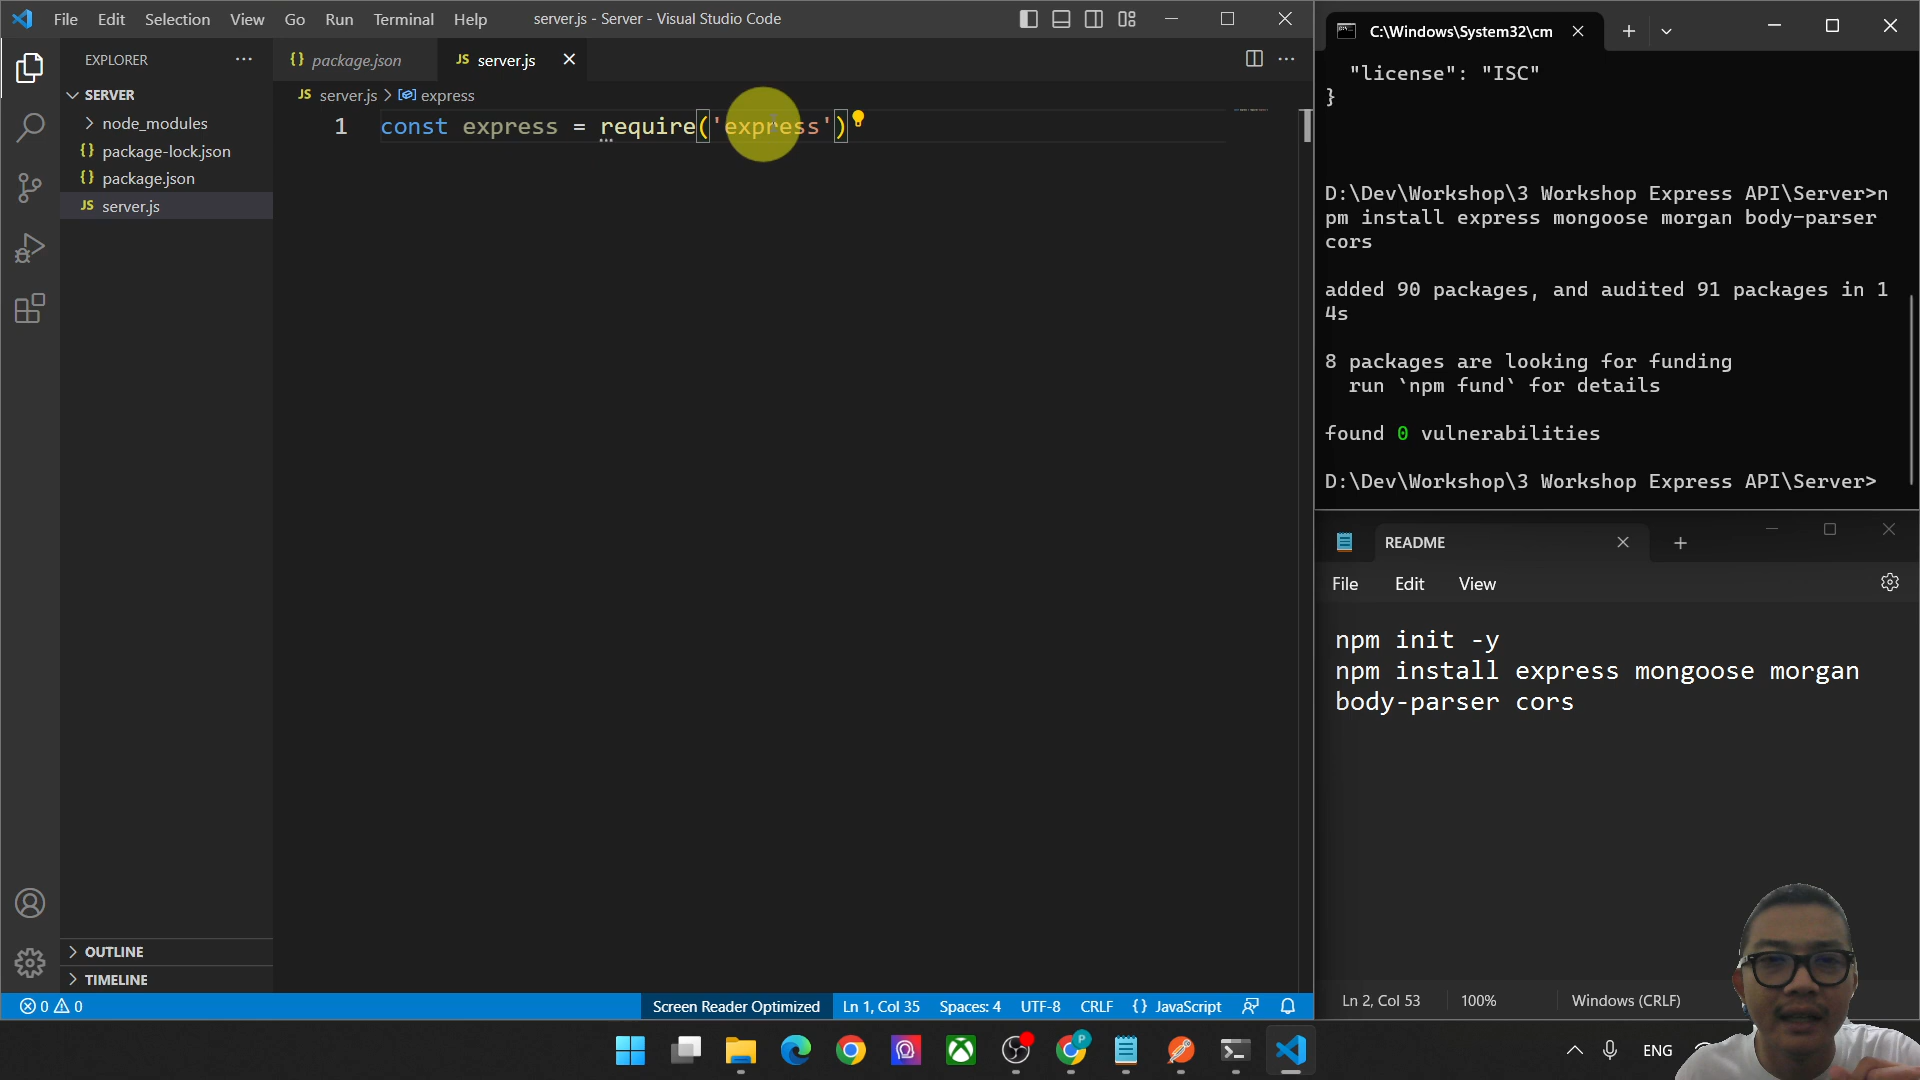 File Edit Selection View Go Run Terminal Help
server.js - Server - Visual Studio Code
EXPLORER
SERVER
node_modules
{} package-lock.json
{} package.json
JS server.js
OUTLINE
TIMELINE
{} package.json
JS server.js
JS server.js > express
1 const express = require('express')
0 0
Screen Reader Optimized
Ln 1, Col 35
Spaces: 4
UTF-8
CRLF
{} JavaScript
C:\Windows\System32\cm
"license": "ISC"
}
D:\Dev\Workshop\3 Workshop Express API\Server>n
pm install express mongoose morgan body-parser
cors
added 90 packages, and audited 91 packages in 1
4s
8 packages are looking for funding
run `npm fund` for details
found 0 vulnerabilities
D:\Dev\Workshop\3 Workshop Express API\Server>
README
File Edit View
npm init -y
npm install express mongoose morgan
body-parser cors
Ln 2, Col 53
100%
Windows (CRLF)
P
ENG